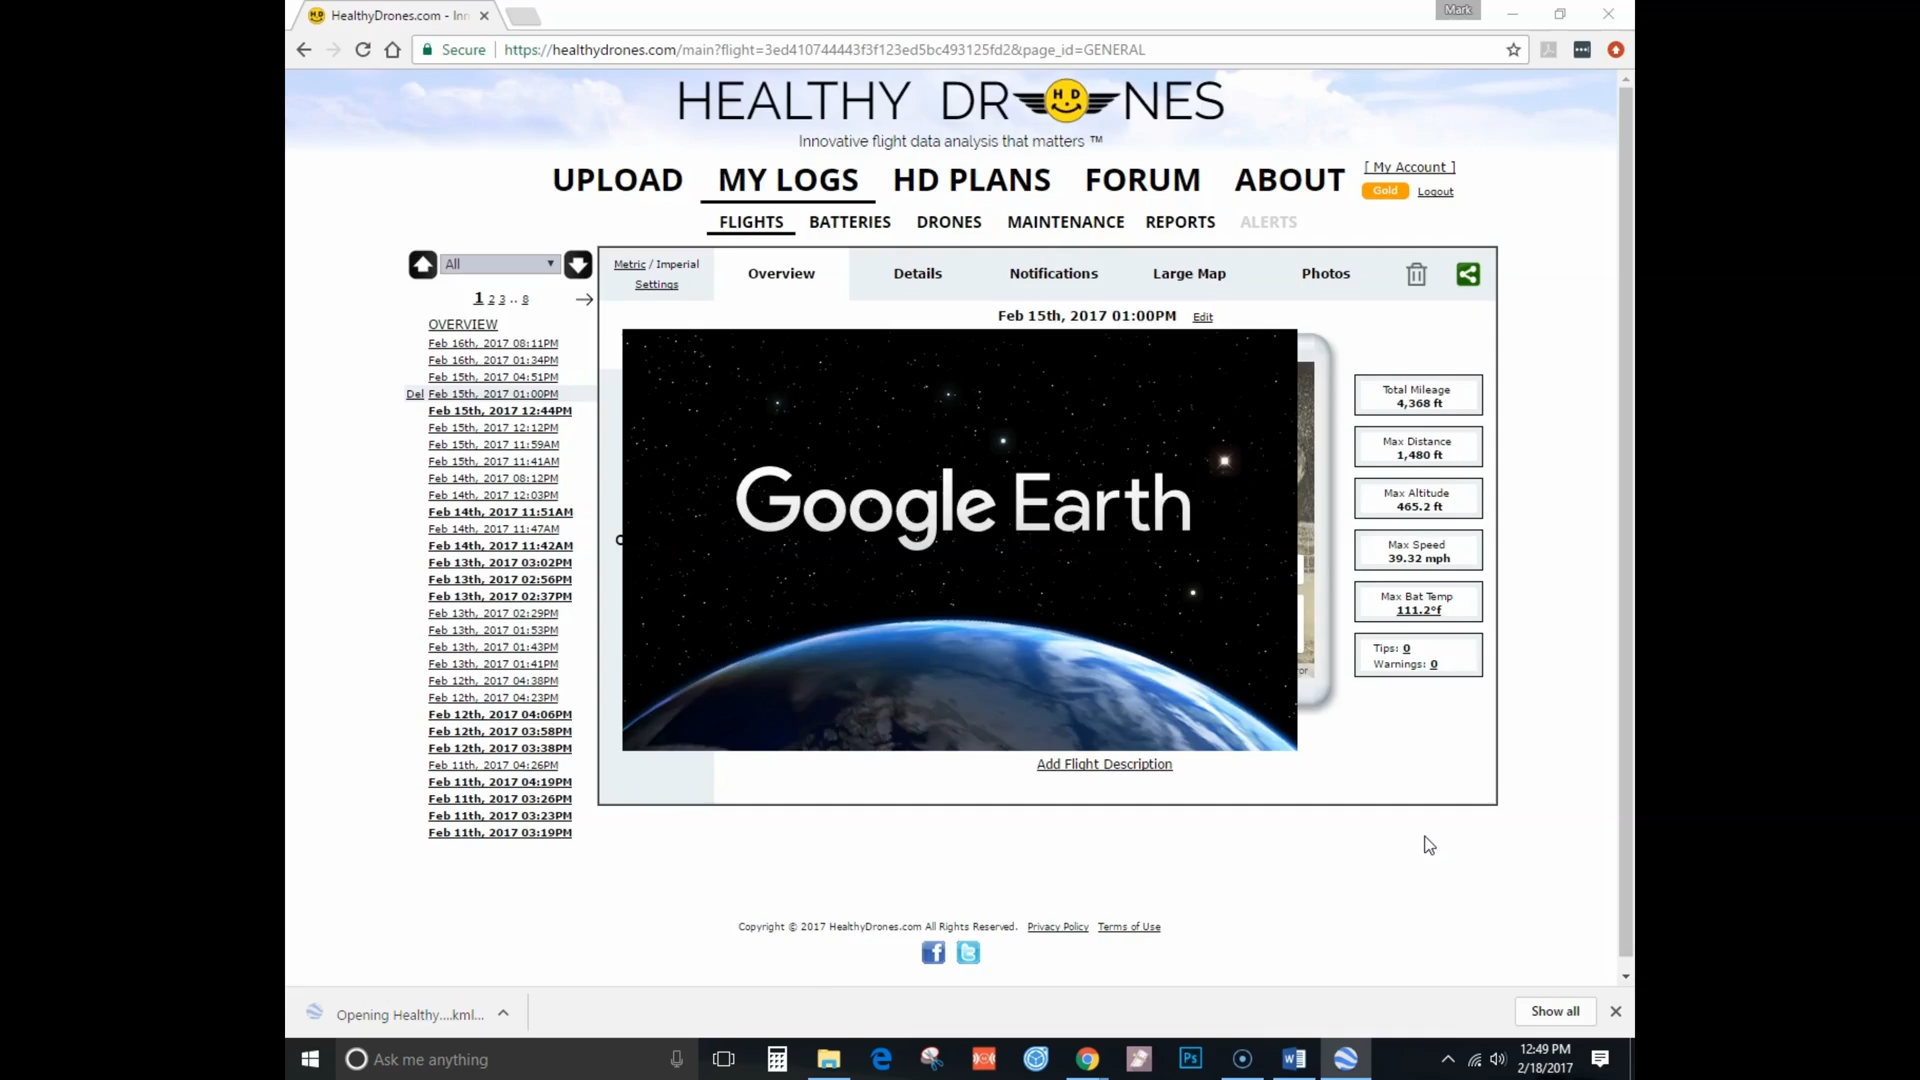 HealthyDrones.com - Inn
Mark
Secure
https://healthydrones.com/main?flight=3ed410744443f3f123ed5bc493125fd2&page_id=GENERAL
HEALTHY DR H D NES
Innovative flight data analysis that matters ™
UPLOAD MY LOGS HD PLANS FORUM ABOUT
[ My Account ]
Gold Logout
FLIGHTS BATTERIES DRONES MAINTENANCE REPORTS ALERTS
All
1 2 3 .. 8
OVERVIEW
Feb 16th, 2017 08:11PM
Feb 16th, 2017 01:34PM
Feb 15th, 2017 04:51PM
Del Feb 15th, 2017 01:00PM
Feb 15th, 2017 12:44PM
Feb 15th, 2017 12:12PM
Feb 15th, 2017 11:59AM
Feb 15th, 2017 11:41AM
Feb 14th, 2017 08:12PM
Feb 14th, 2017 12:03PM
Feb 14th, 2017 11:51AM
Feb 14th, 2017 11:47AM
Feb 14th, 2017 11:42AM
Feb 13th, 2017 03:02PM
Feb 13th, 2017 02:56PM
Feb 13th, 2017 02:37PM
Feb 13th, 2017 02:29PM
Feb 13th, 2017 01:53PM
Feb 13th, 2017 01:43PM
Feb 13th, 2017 01:41PM
Feb 12th, 2017 04:38PM
Feb 12th, 2017 04:23PM
Feb 12th, 2017 04:06PM
Feb 12th, 2017 03:58PM
Feb 12th, 2017 03:38PM
Feb 11th, 2017 04:26PM
Feb 11th, 2017 04:19PM
Feb 11th, 2017 03:26PM
Feb 11th, 2017 03:23PM
Feb 11th, 2017 03:19PM
Metric / Imperial
Settings
Overview Details Notifications Large Map Photos
Feb 15th, 2017 01:00PM Edit
Google Earth
Total Mileage
4,368 ft
Max Distance
1,480 ft
Max Altitude
465.2 ft
Max Speed
39.32 mph
Max Bat Temp
111.2°f
Tips: 0
Warnings: 0
Add Flight Description
Copyright © 2017 HealthyDrones.com All Rights Reserved. Privacy Policy Terms of Use
Opening Healthy....kml...
Show all
Ask me anything
Ps
12:49 PM
2/18/2017